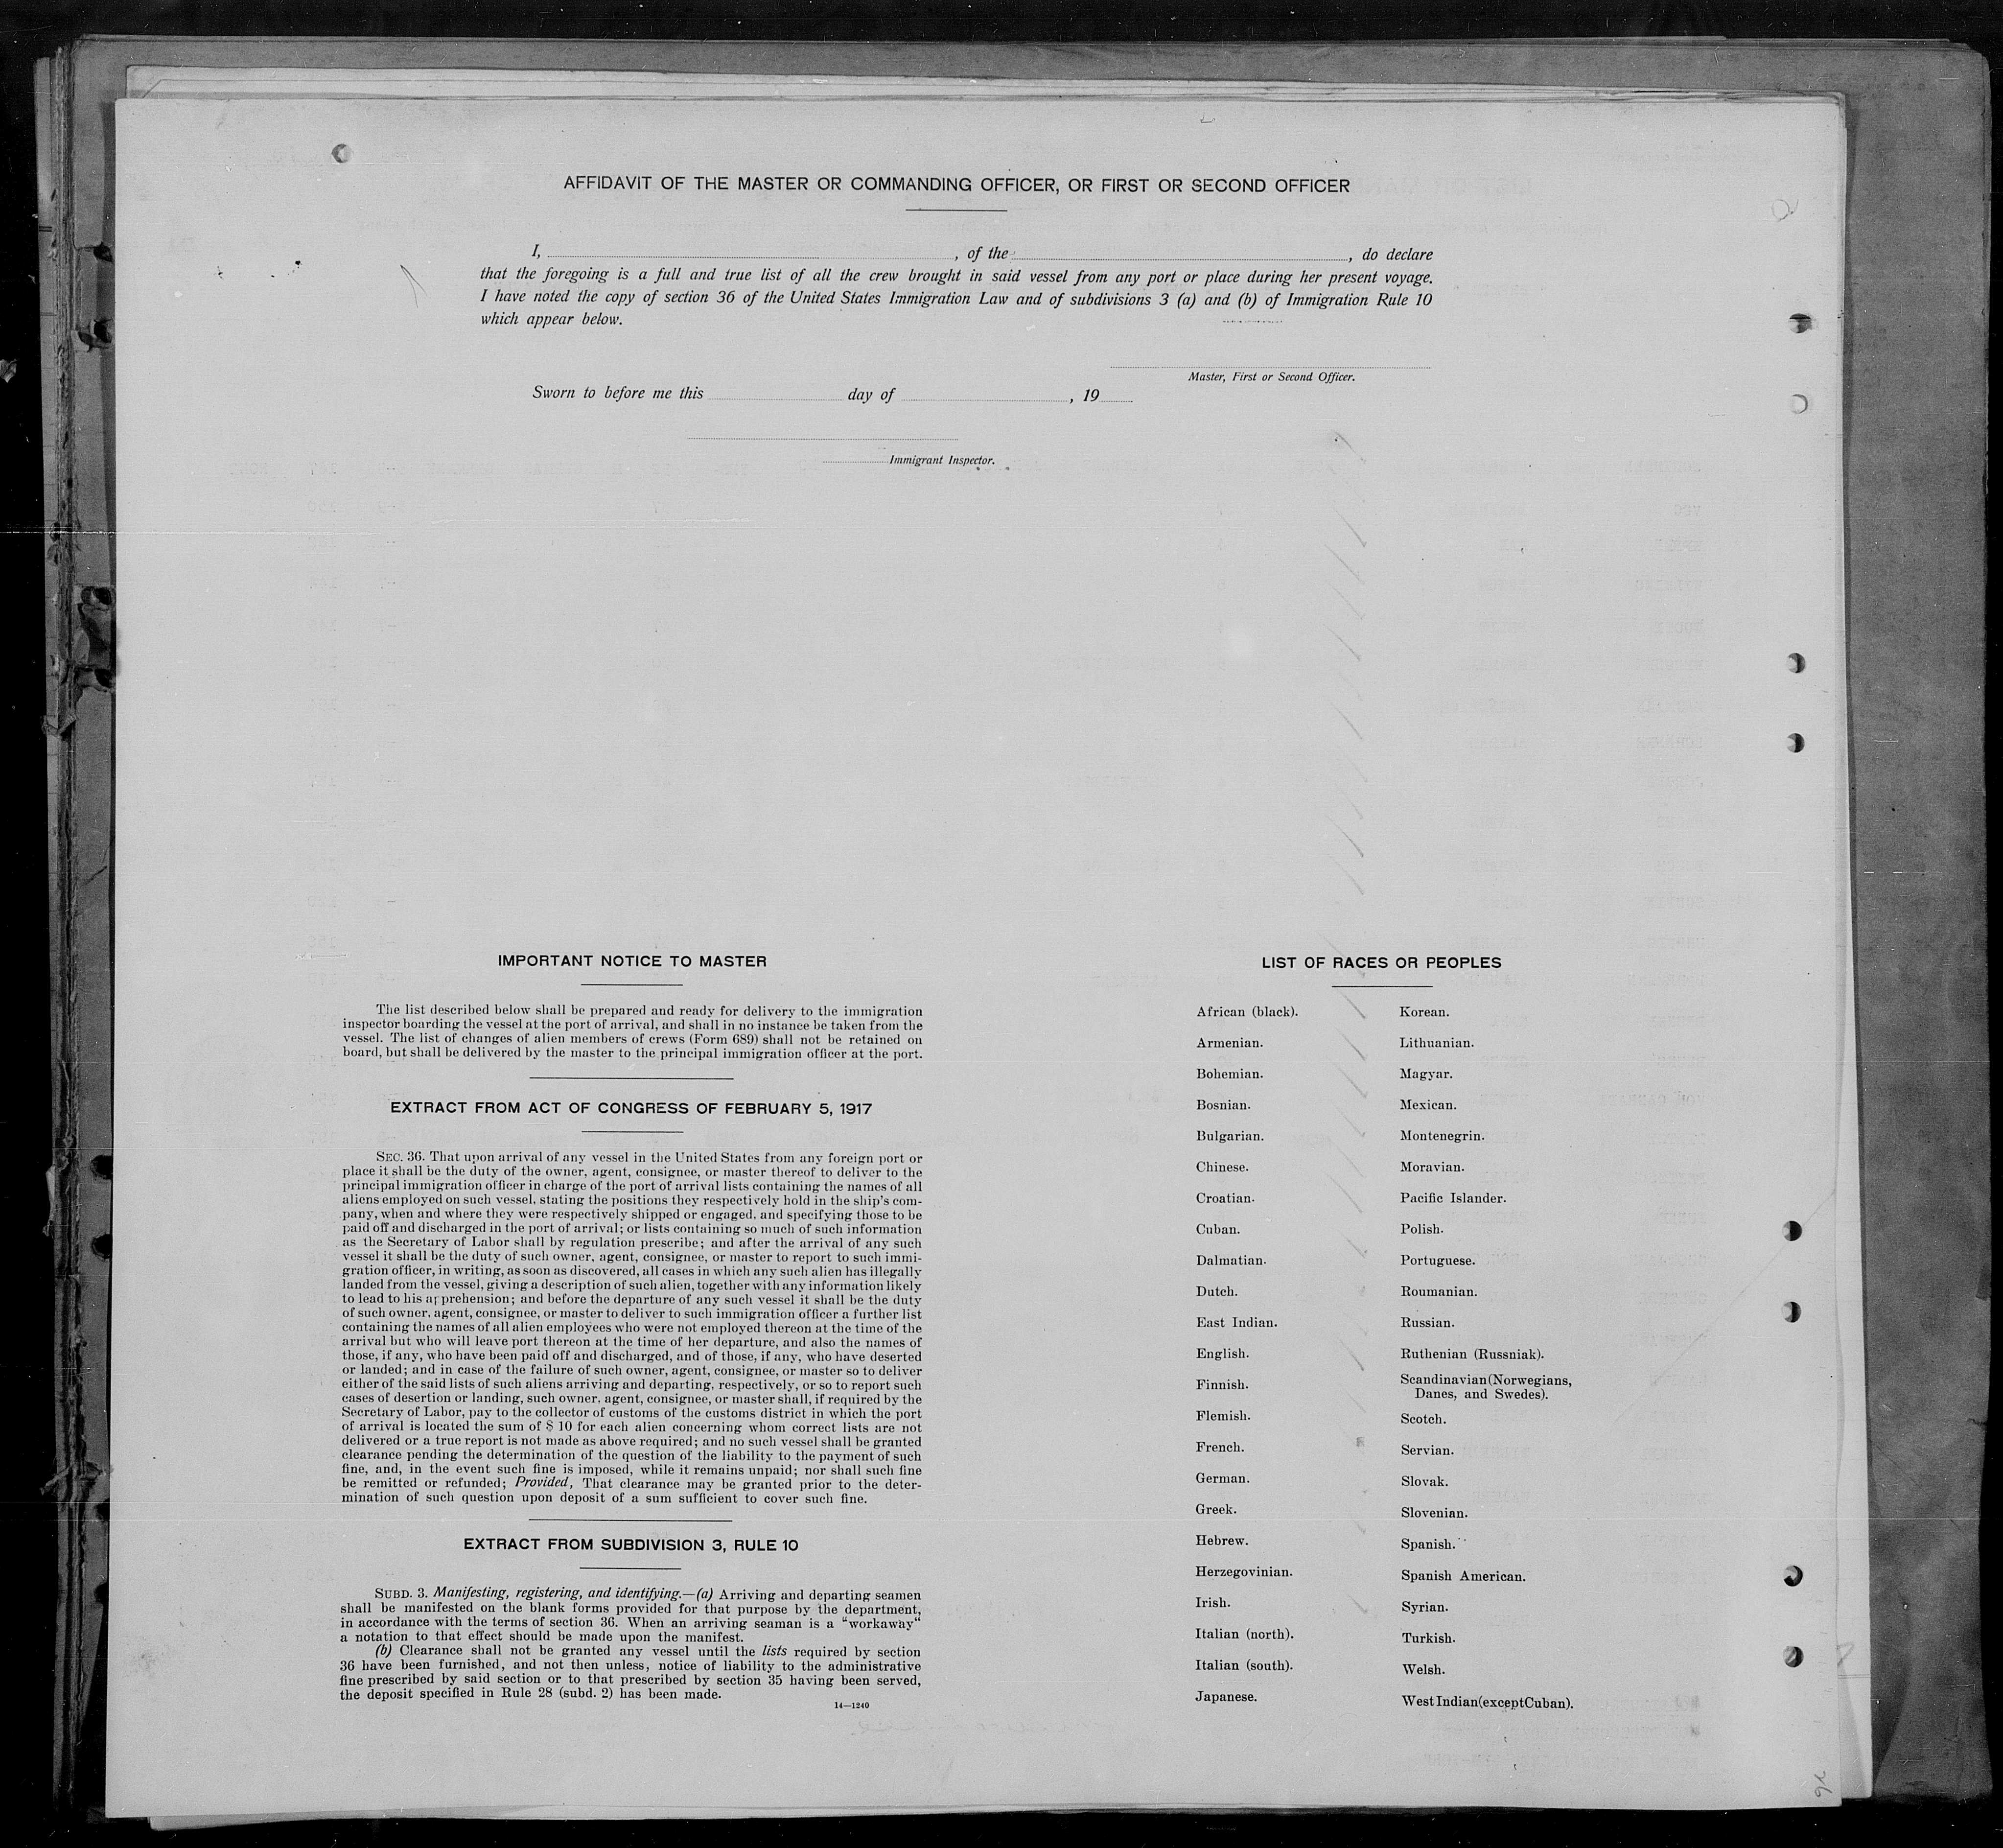 AFFIDAVIT OF THE MASTER OR COMMANDING OFFICER, OR FIRST OR SECOND OFFICER
I, , of the , do declare
that the foregoing is a full and true list of all the crew brought in said vessel from any port or place during her present voyage.
I have noted the copy of section 36 of the United States Immigration Law and of subdivisions 3 (a) and (b) of Immigration Rule 10
which appear below.
Master, First or Second Officer.
Sworn to before me this day of , 19
Immigrant Inspector.
IMPORTANT NOTICE TO MASTER
The list described below shall be prepared and ready for delivery to the immigration
inspector boarding the vessel at the port of arrival, and shall in no instance be taken from the
vessel. The list of changes of alien members of crews (Form 689) shall not be retained on
board, but shall be delivered by the master to the principal immigration officer at the port.
EXTRACT FROM ACT OF CONGRESS OF FEBRUARY 5, 1917
SEC. 36. That upon arrival of any vessel in the United States from any foreign port or
place it shall be the duty of the owner, agent, consignee, or master thereof to deliver to the
principal immigration officer in charge of the port of arrival lists containing the names of all
aliens employed on such vessel, stating the positions they respectively hold in the ship's com-
pany, when and where they were respectively shipped or engaged, and specifying those to be
paid off and discharged in the port of arrival; or lists containing so much of such information
as the Secretary of Labor shall by regulation prescribe; and after the arrival of any such
vessel it shall be the duty of such owner, agent, consignee, or master to report to such immi-
gration officer, in writing, as soon as discovered, all cases in which any such alien has illegally
landed from the vessel, giving a description of such alien, together with any information likely
to lead to his apprehension; and before the departure of any such vessel it shall be the duty
of such owner, agent, consignee, or master to deliver to such immigration officer a further list
containing the names of all alien employees who were not employed thereon at the time of the
arrival but who will leave port thereon at the time of her departure, and also the names of
those, if any, who have been paid off and discharged, and of those, if any, who have deserted
or landed; and in case of the failure of such owner, agent, consignee, or master so to deliver
either of the said lists of such aliens arriving and departing, respectively, or so to report such
cases of desertion or landing, such owner, agent, consignee, or master shall, if required by the
Secretary of Labor, pay to the collector of customs of the customs district in which the port
of arrival is located the sum of $ 10 for each alien concerning whom correct lists are not
delivered or a true report is not made as above required; and no such vessel shall be granted
clearance pending the determination of the question of the liability to the payment of such
fine, and, in the event such fine is imposed, while it remains unpaid; nor shall such fine
be remitted or refunded; Provided, That clearance may be granted prior to the deter-
mination of such question upon deposit of a sum sufficient to cover such fine.
EXTRACT FROM SUBDIVISION 3, RULE 10
SUBD. 3. Manifesting, registering, and identifying.—(a) Arriving and departing seamen
shall be manifested on the blank forms provided for that purpose by the department,
in accordance with the terms of section 36. When an arriving seaman is a “workaway“
a notation to that effect should be made upon the manifest.
(b) Clearance shall not be granted any vessel until the lists required by section
36 have been furnished, and not then unless, notice of liability to the administrative
fine prescribed by said section or to that prescribed by section 35 having been served,
the deposit specified in Rule 28 (subd. 2) has been made.
14—1240
LIST OF RACES OR PEOPLES
African (black).
Armenian.
Bohemian.
Bosnian.
Bulgarian.
Chinese.
Croatian.
Cuban.
Dalmatian.
Dutch.
East Indian.
English.
Finnish.
Flemish.
French.
German.
Greek.
Hebrew.
Herzegovinian.
Irish.
Italian (north).
Italian (south).
Japanese.
Korean.
Lithuanian.
Magyar.
Mexican.
Montenegrin.
Moravian.
Pacific Islander.
Polish.
Portuguese.
Roumanian.
Russian.
Ruthenian (Russniak).
Scandinavian (Norwegians,
Danes, and Swedes).
Scotch.
Servian.
Slovak.
Slovenian.
Spanish.
Spanish American.
Syrian.
Turkish.
Welsh.
West Indian (except Cuban).